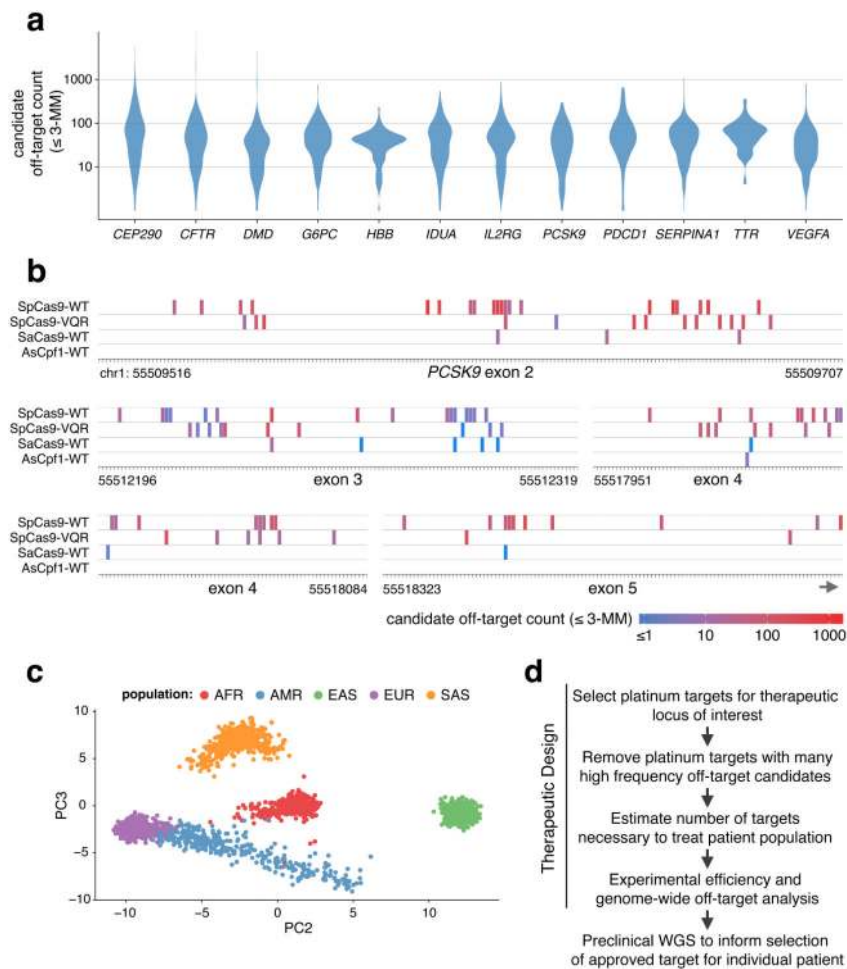 a
candidate
off-target count
(≤ 3-MM)
1000
100
10
CEP290 CFTR DMD G6PC HBB IDUA IL2RG PCSK9 PDCD1 SERPINA1 TTR VEGFA
b
SpCas9-WT
SpCas9-VQR
SaCas9-WT
AsCpf1-WT
chr1: 55509516 PCSK9 exon 2 55509707
SpCas9-WT
SpCas9-VQR
SaCas9-WT
AsCpf1-WT
55512196 exon 3 55512319 55517951 exon 4
SpCas9-WT
SpCas9-VQR
SaCas9-WT
AsCpf1-WT
exon 4 55518084 55518323 exon 5
candidate off-target count (≤ 3-MM)
≤1 10 100 1000
c
population: AFR AMR EAS EUR SAS
10
5
0
−5
−10
PC3
−10 −5 0 5 10
PC2
d
Therapeutic Design
Select platinum targets for therapeutic
locus of interest
Remove platinum targets with many
high frequency off-target candidates
Estimate number of targets
necessary to treat patient population
Experimental efficiency and
genome-wide off-target analysis
Preclinical WGS to inform selection
of approved target for individual patient